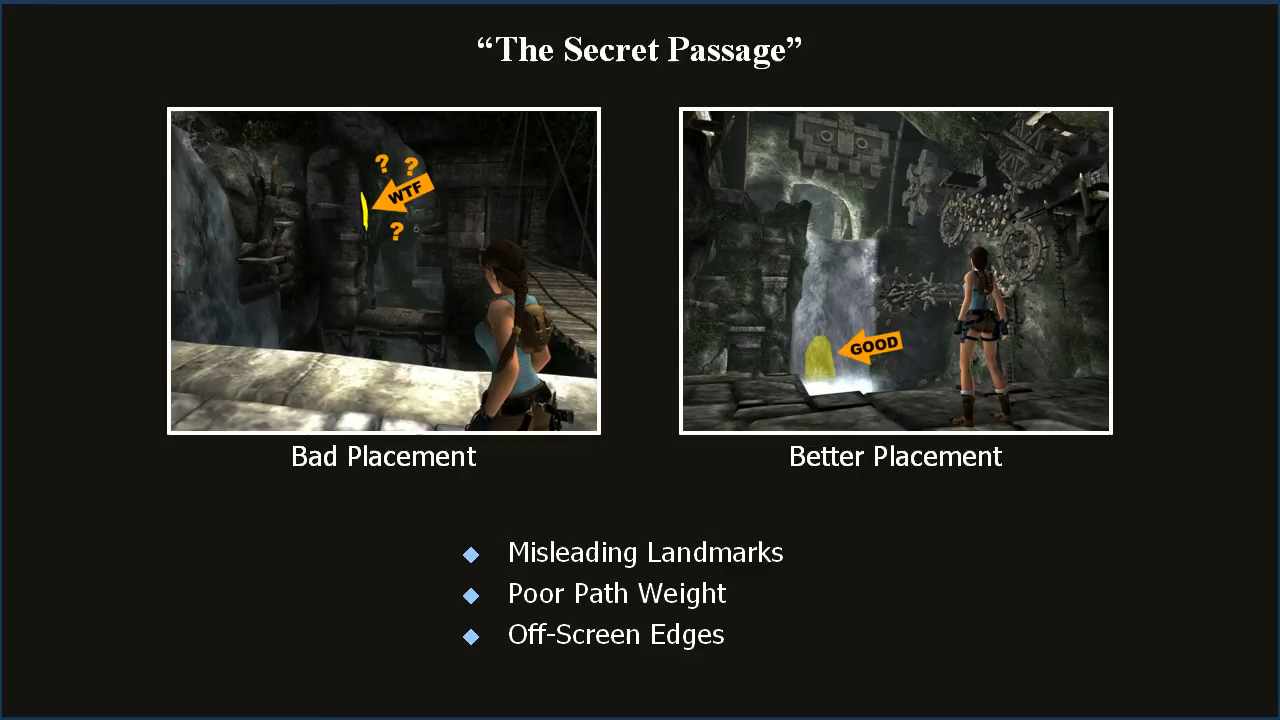 “The Secret Passage”
? ?
WTF
?
GOOD
Bad Placement
Better Placement
Misleading Landmarks
Poor Path Weight
Off-Screen Edges